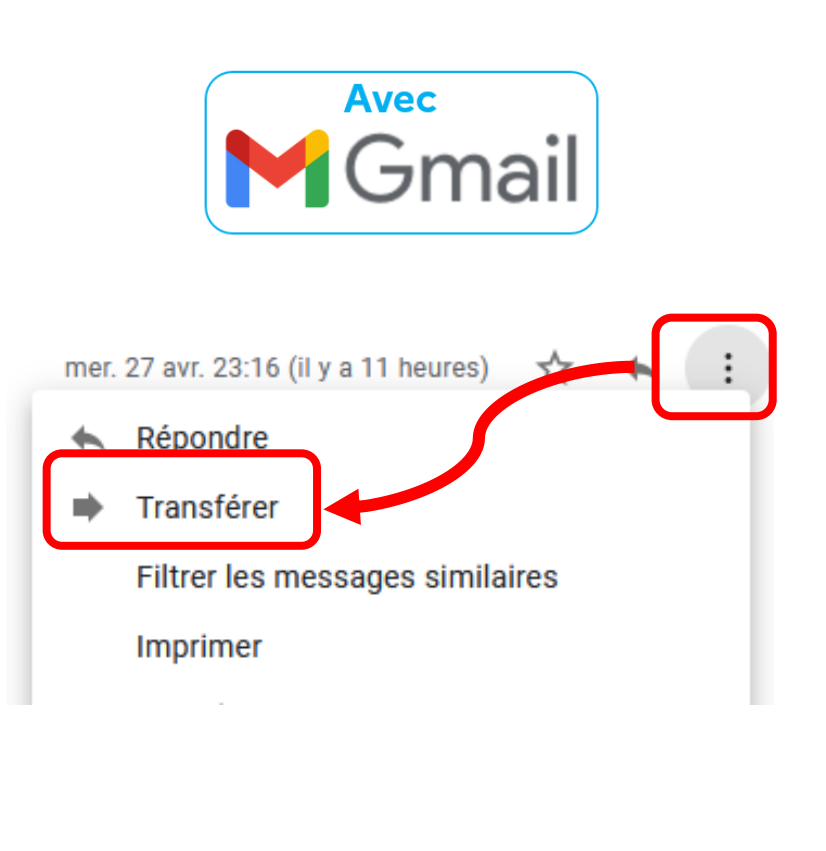 Avec
Gmail
mer. 27 avr. 23:16 (il y a 11 heures)
Répondre
Transférer
Filtrer les messages similaires
Imprimer